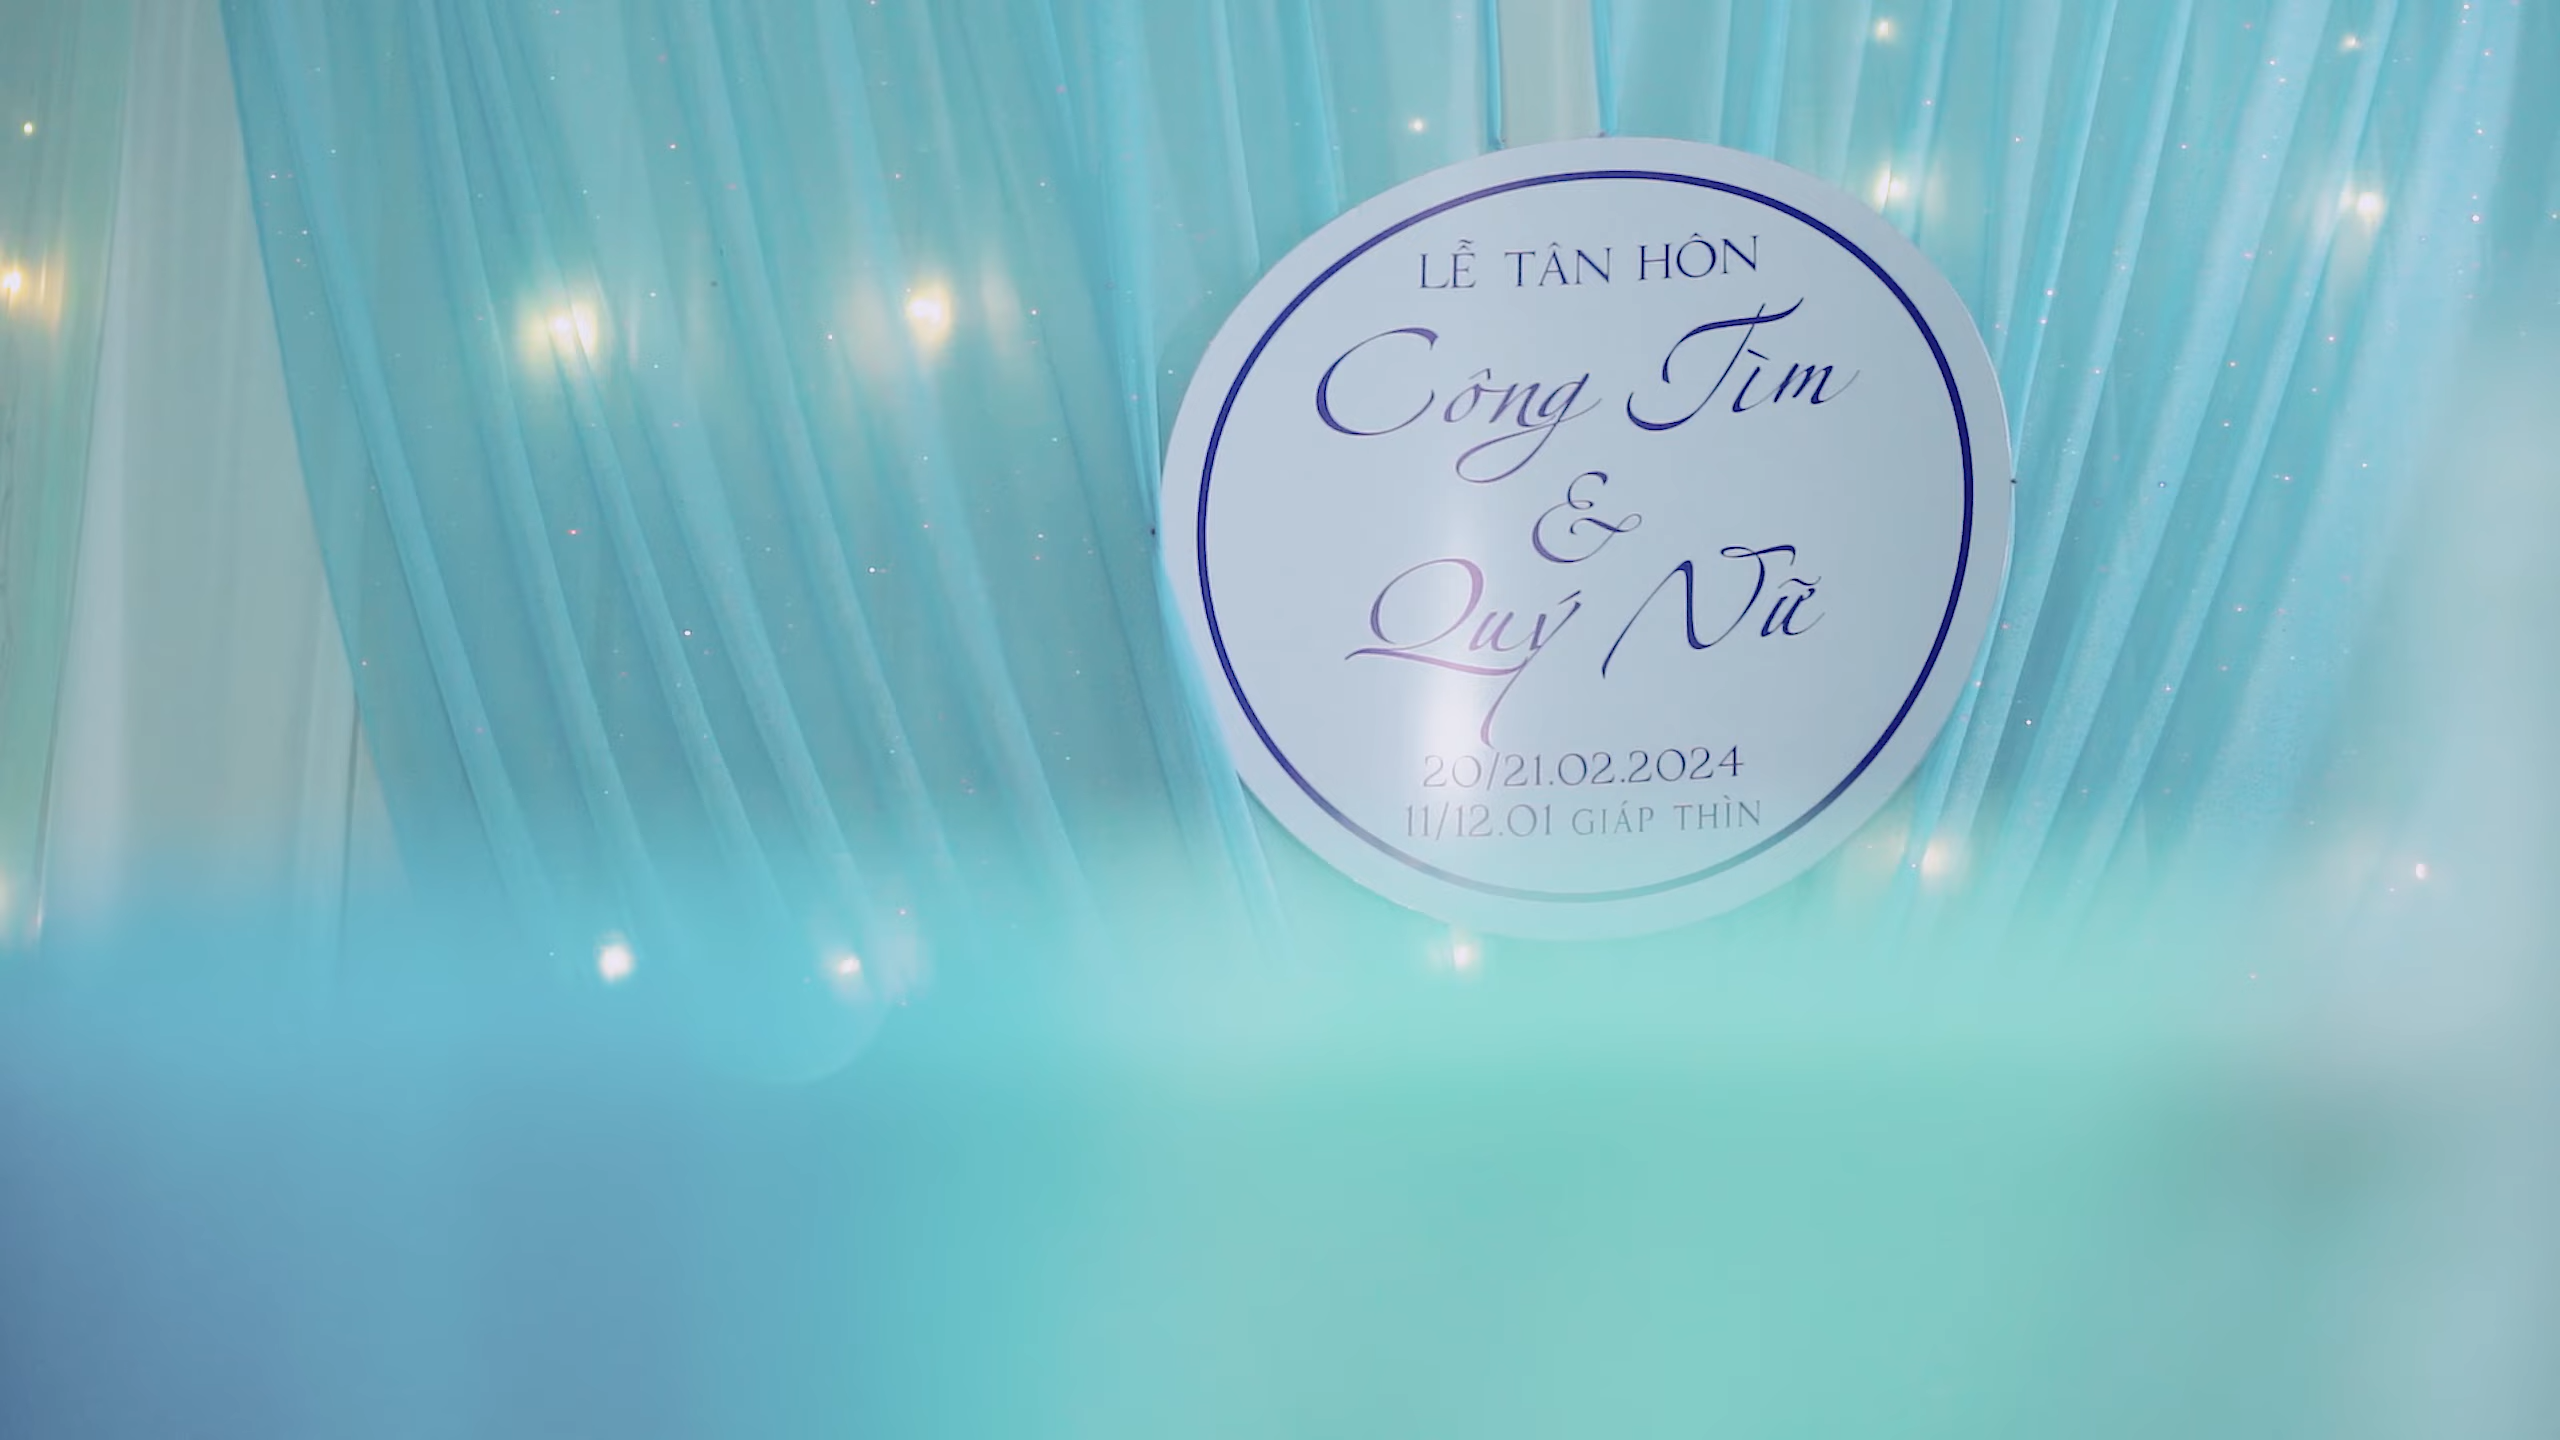 LỄ TÂN HÔN
Công Tìm
&
Quý Nữ
20/21.02.2024
11/12.01 GIÁP THÌN